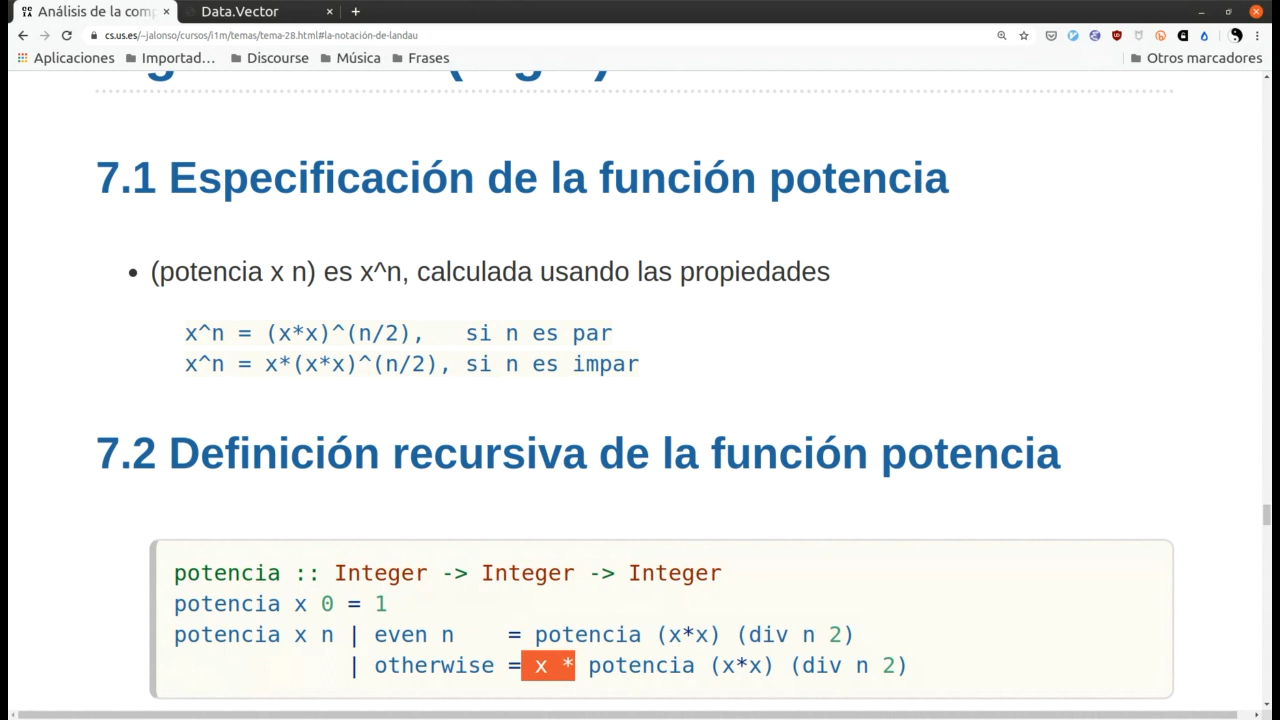 Análisis de la comp
Data.Vector
cs.us.es/~jalonso/cursos/i1m/temas/tema-28.html#la-notación-de-landau
Aplicaciones Importad... Discourse Música Frases Otros marcadores
7.1 Especificación de la función potencia
• (potencia x n) es x^n, calculada usando las propiedades
x^n = (x*x)^(n/2), si n es par
x^n = x*(x*x)^(n/2), si n es impar
7.2 Definición recursiva de la función potencia
potencia :: Integer -> Integer -> Integer
potencia x 0 = 1
potencia x n | even n = potencia (x*x) (div n 2)
| otherwise = x * potencia (x*x) (div n 2)